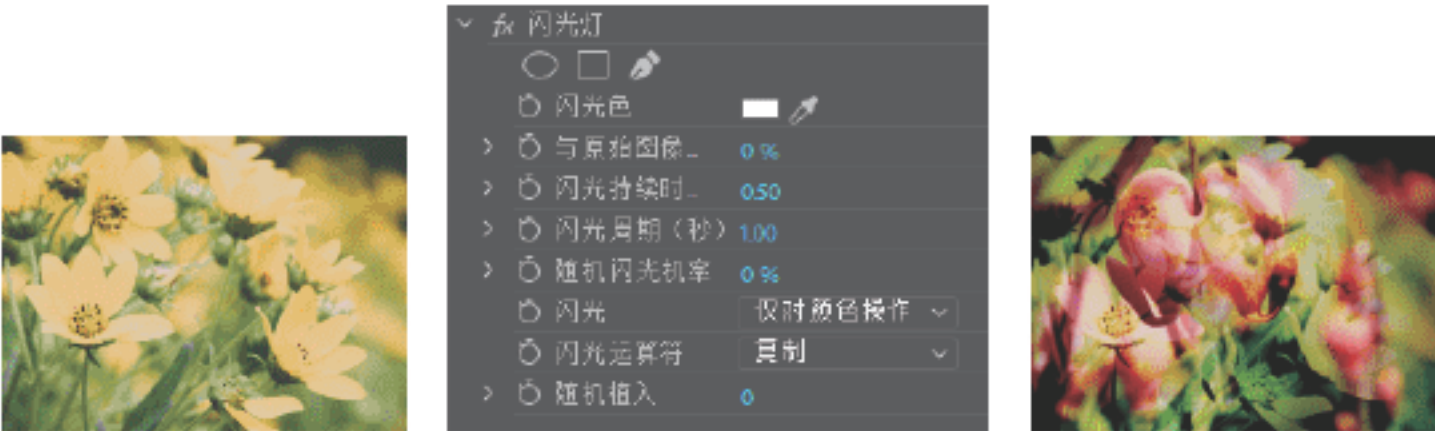 fx 闪光灯
闪光色
与原始图像...
0 %
闪光持续时...
0.50
闪光周期（秒）
1.00
随机闪光机率
0 %
闪光
仅对颜色操作
闪光运算符
复制
随机植入
0